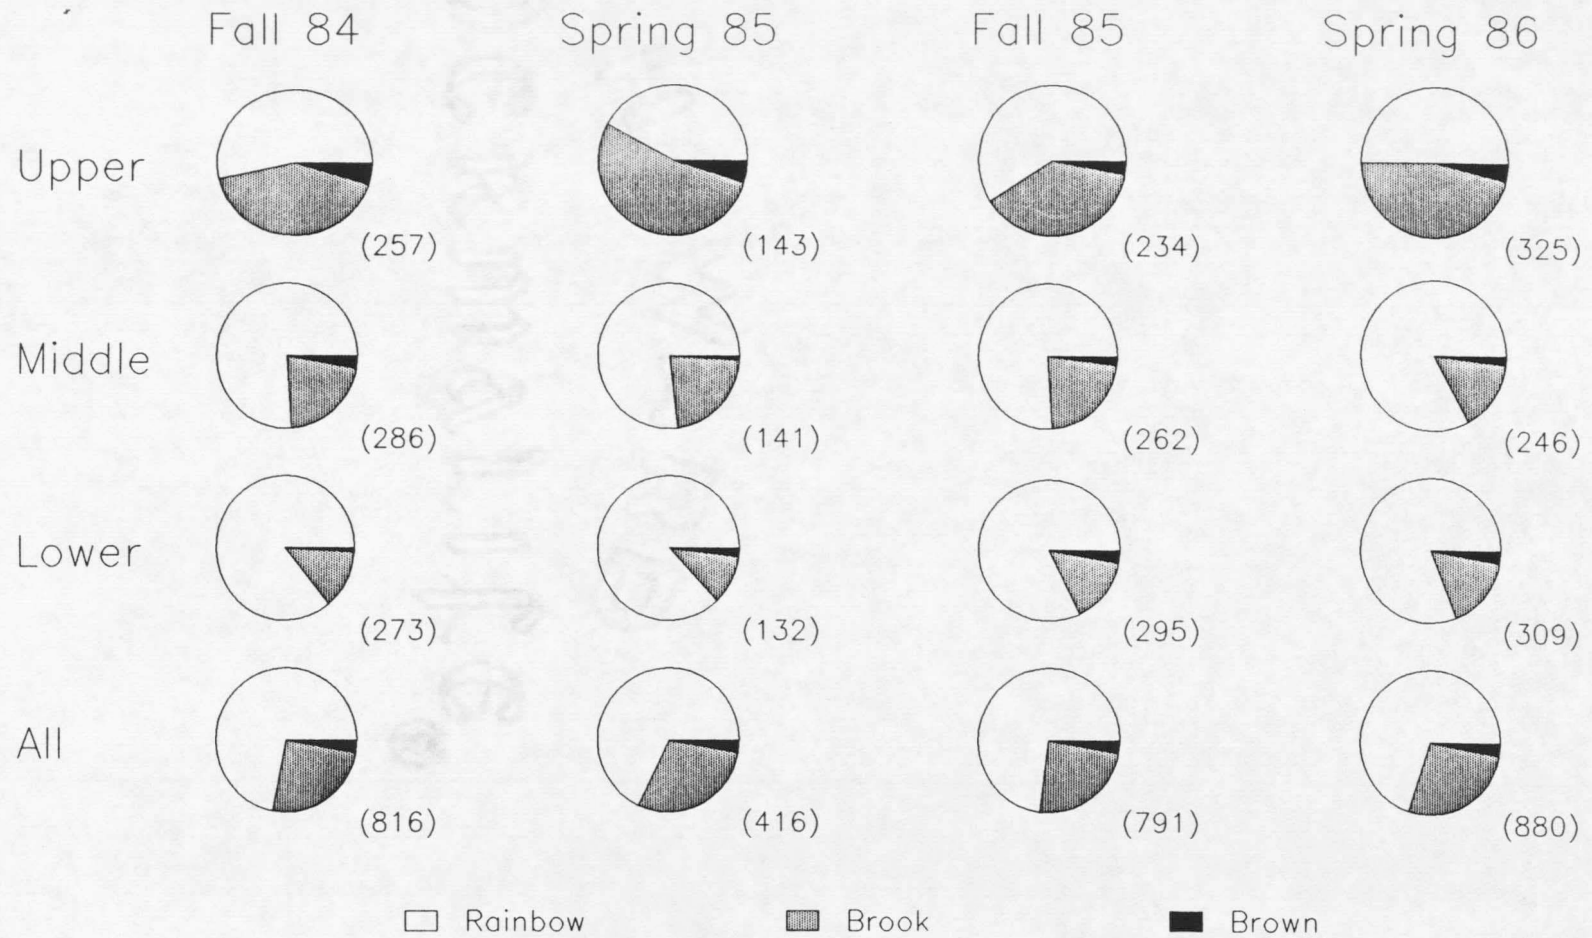 Fall 84 Spring 85 Fall 85 Spring 86
Upper
(257) (143) (234) (325)
Middle
(286) (141) (262) (246)
Lower
(273) (132) (295) (309)
All
(816) (416) (791) (880)
Rainbow Brook Brown